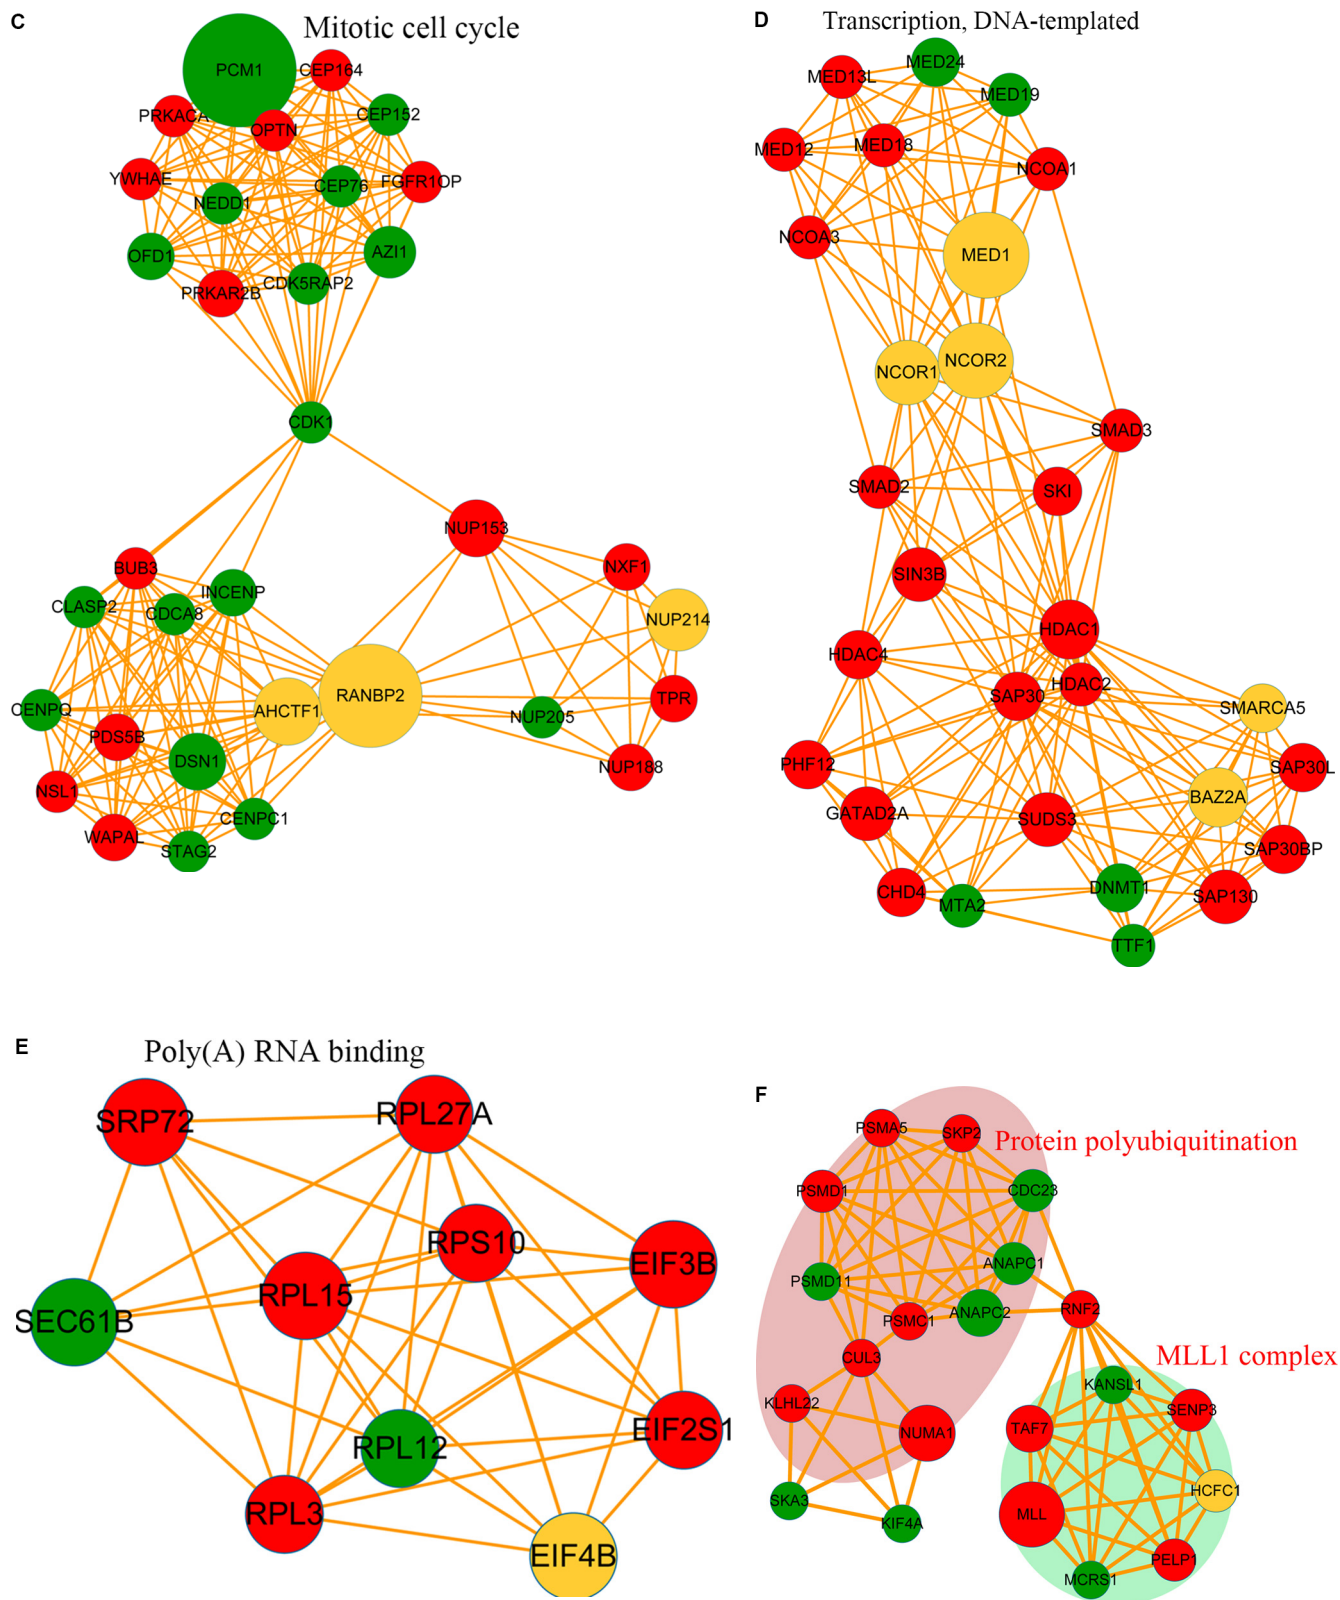 C
Mitotic cell cycle
PCM1
CEP164
PRKACA
OPTN
CEP152
YWHAE
NEDD1
CEP76
FGFR1OP
OFD1
AZI1
PRKAR2B
CDK5RAP2
CDK1
NUP153
BUB3
NXF1
CLASP2
CDCA8
INCENP
NUP214
CENPQ
AHCTF1
RANBP2
TPR
PDS5B
NUP205
DSN1
NUP188
NSL1
WAPAL
CENPC1
STAG2
D
Transcription, DNA-templated
MED13L
MED24
MED19
MED12
MED18
NCOA1
NCOA3
MED1
NCOR1
NCOR2
SMAD3
SMAD2
SKI
SIN3B
HDAC1
HDAC4
HDAC2
SAP30
SMARCA5
PHF12
SAP30L
GATAD2A
SUDS3
BAZ2A
SAP30BP
CHD4
MTA2
DNMT1
SAP130
TTF1
E
Poly(A) RNA binding
SRP72
RPL27A
RPS10
EIF3B
RPL15
SEC61B
RPL12
EIF2S1
RPL3
EIF4B
F
PSMA5
SKP2
Protein polyubiquitination
PSMD1
CDC23
ANAPC1
PSMD11
PSMC1
ANAPC2
RNF2
CUL3
MLL1 complex
KLHL22
KANSL1
SENP3
NUMA1
TAF7
HCFC1
SKA3
KIF4A
MLL
PELP1
MCRS1